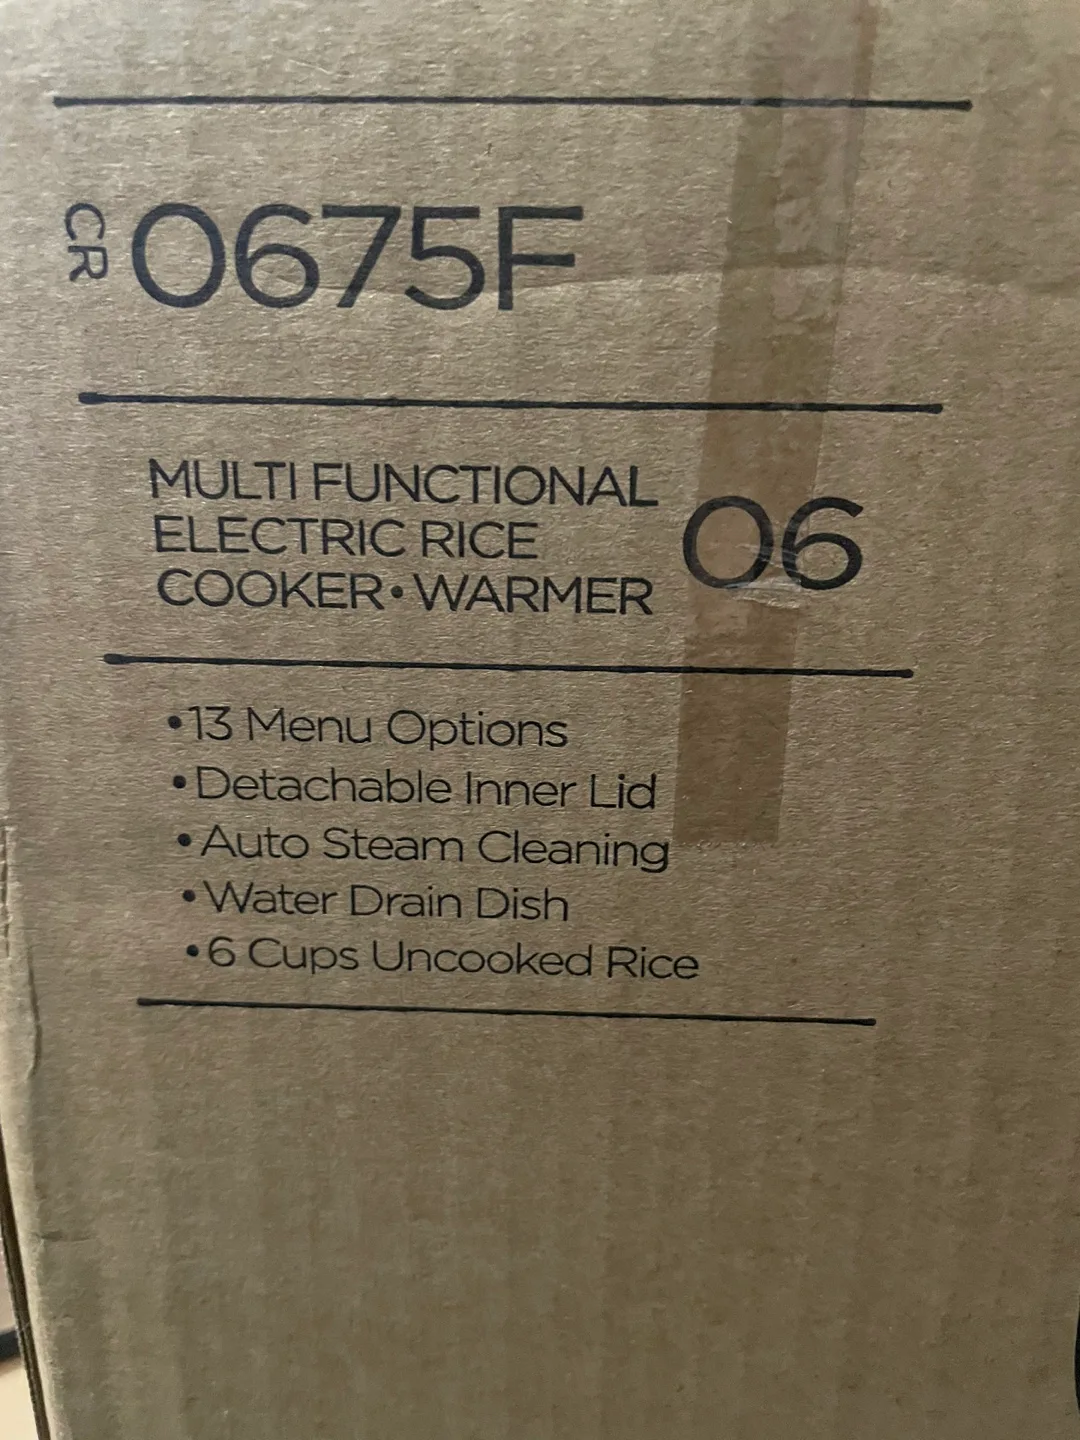 CR 0675F
MULTI FUNCTIONAL
ELECTRIC RICE
COOKER•WARMER
06
•13 Menu Options
•Detachable Inner Lid
•Auto Steam Cleaning
•Water Drain Dish
•6 Cups Uncooked Rice